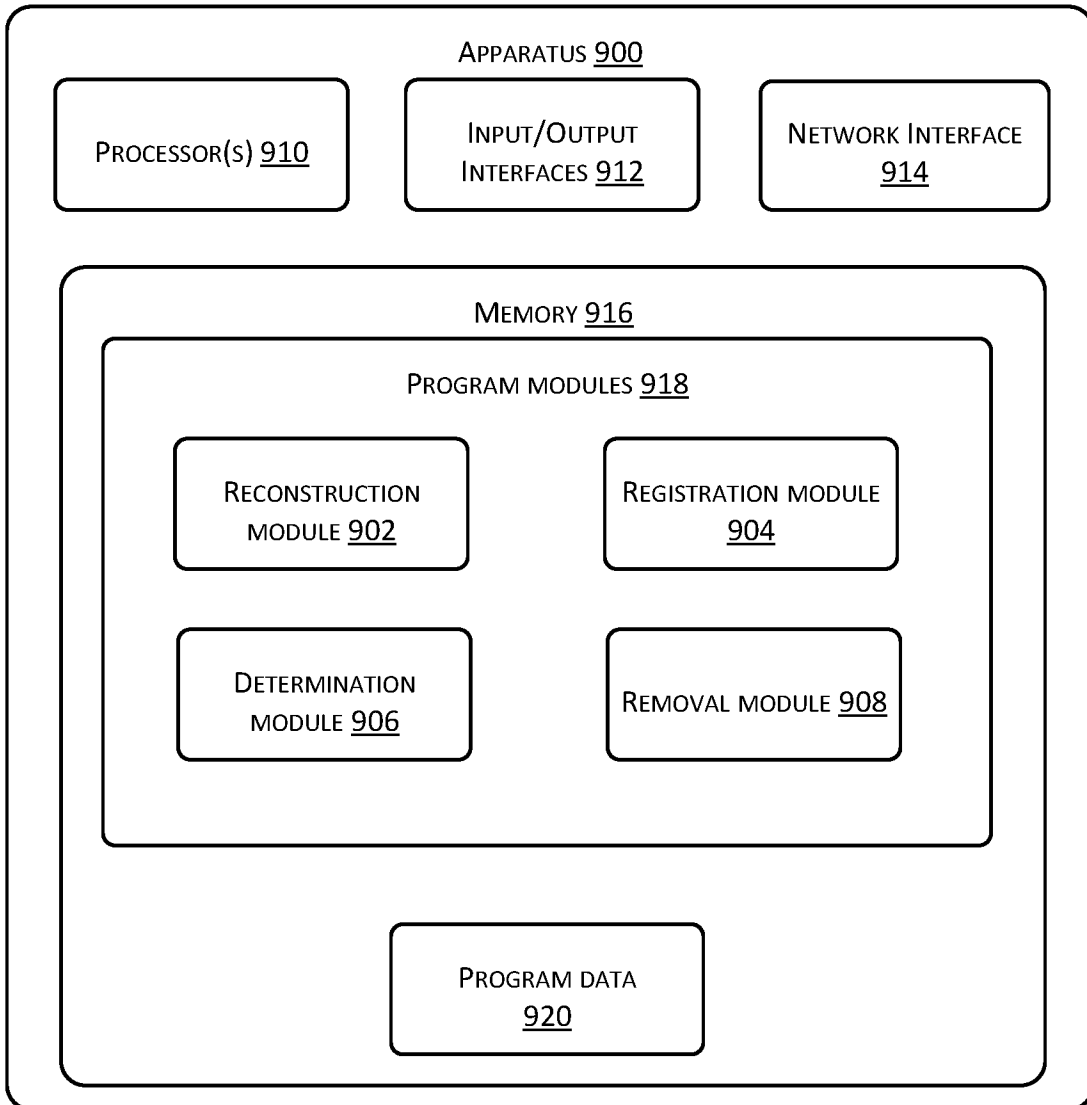 APPARATUS 900
PROCESSOR(S) 910
INPUT/OUTPUT
INTERFACES 912
NETWORK INTERFACE
914
MEMORY 916
PROGRAM MODULES 918
RECONSTRUCTION
MODULE 902
REGISTRATION MODULE
904
DETERMINATION
MODULE 906
REMOVAL MODULE 908
PROGRAM DATA
920